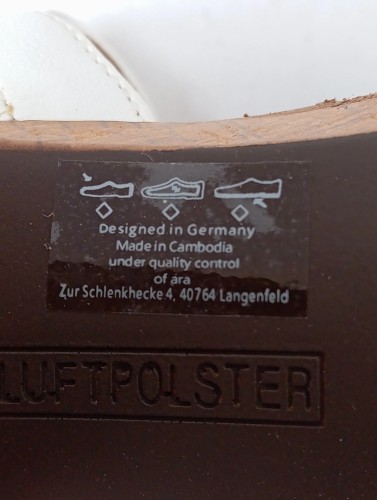 Designed in Germany
Made in Cambodia
under quality control
of ara
Zur Schlenkhecke 4, 40764 Langenfeld
LUFTPOLSTER